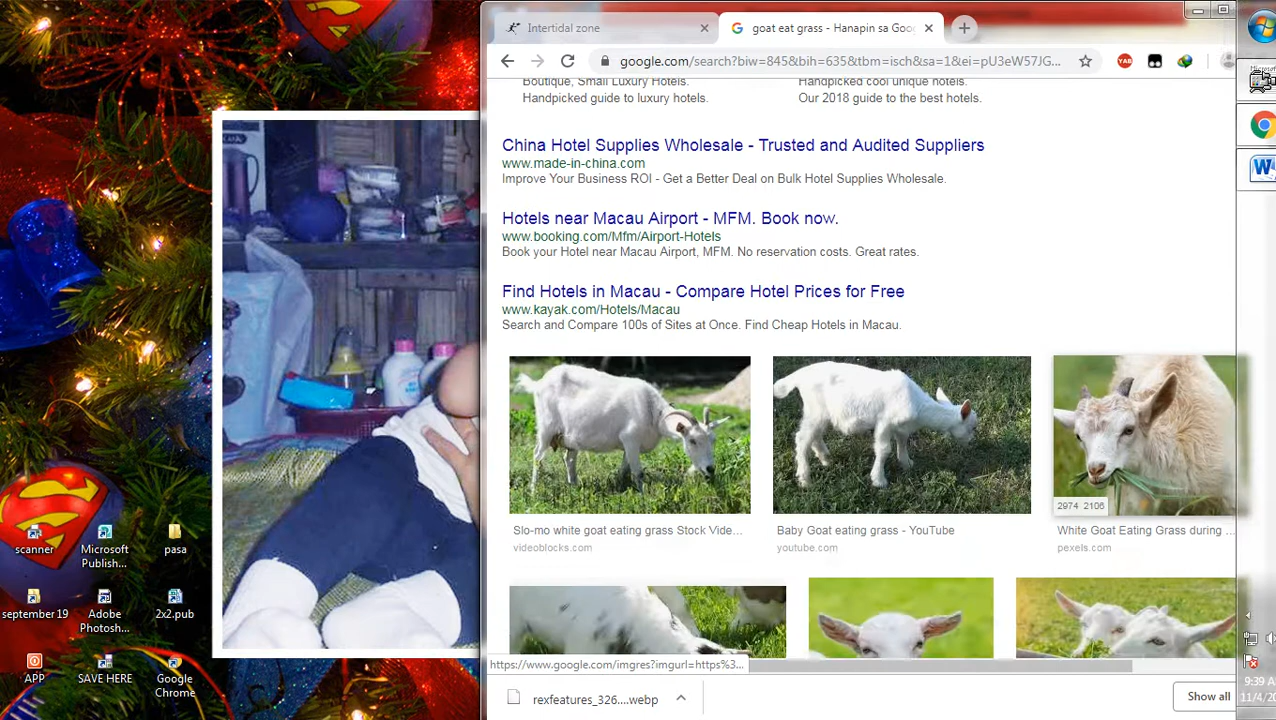 Intertidal zone
goat eat grass - Hanapin sa Goo
google.com/search?biw=845&bih=635&tbm=isch&sa=1&ei=pU3eW57JG...
Boutique, Small Luxury Hotels.
Handpicked guide to luxury hotels.
Handpicked cool unique hotels.
Our 2018 guide to the best hotels.
China Hotel Supplies Wholesale - Trusted and Audited Suppliers
www.made-in-china.com
Improve Your Business ROI - Get a Better Deal on Bulk Hotel Supplies Wholesale.
Hotels near Macau Airport - MFM. Book now.
www.booking.com/Mfm/Airport-Hotels
Book your Hotel near Macau Airport, MFM. No reservation costs. Great rates.
Find Hotels in Macau - Compare Hotel Prices for Free
www.kayak.com/Hotels/Macau
Search and Compare 100s of Sites at Once. Find Cheap Hotels in Macau.
2974 2106
Slo-mo white goat eating grass Stock Vide...
videoblocks.com
Baby Goat eating grass - YouTube
youtube.com
White Goat Eating Grass during ...
pexels.com
https://www.google.com/imgres?imgurl=https%3...
rexfeatures_326....webp
Show all
scanner
Microsoft
Publish...
pasa
september 19
Adobe
Photosh...
2x2.pub
APP
SAVE HERE
Google
Chrome
9:39 A
11/4/20